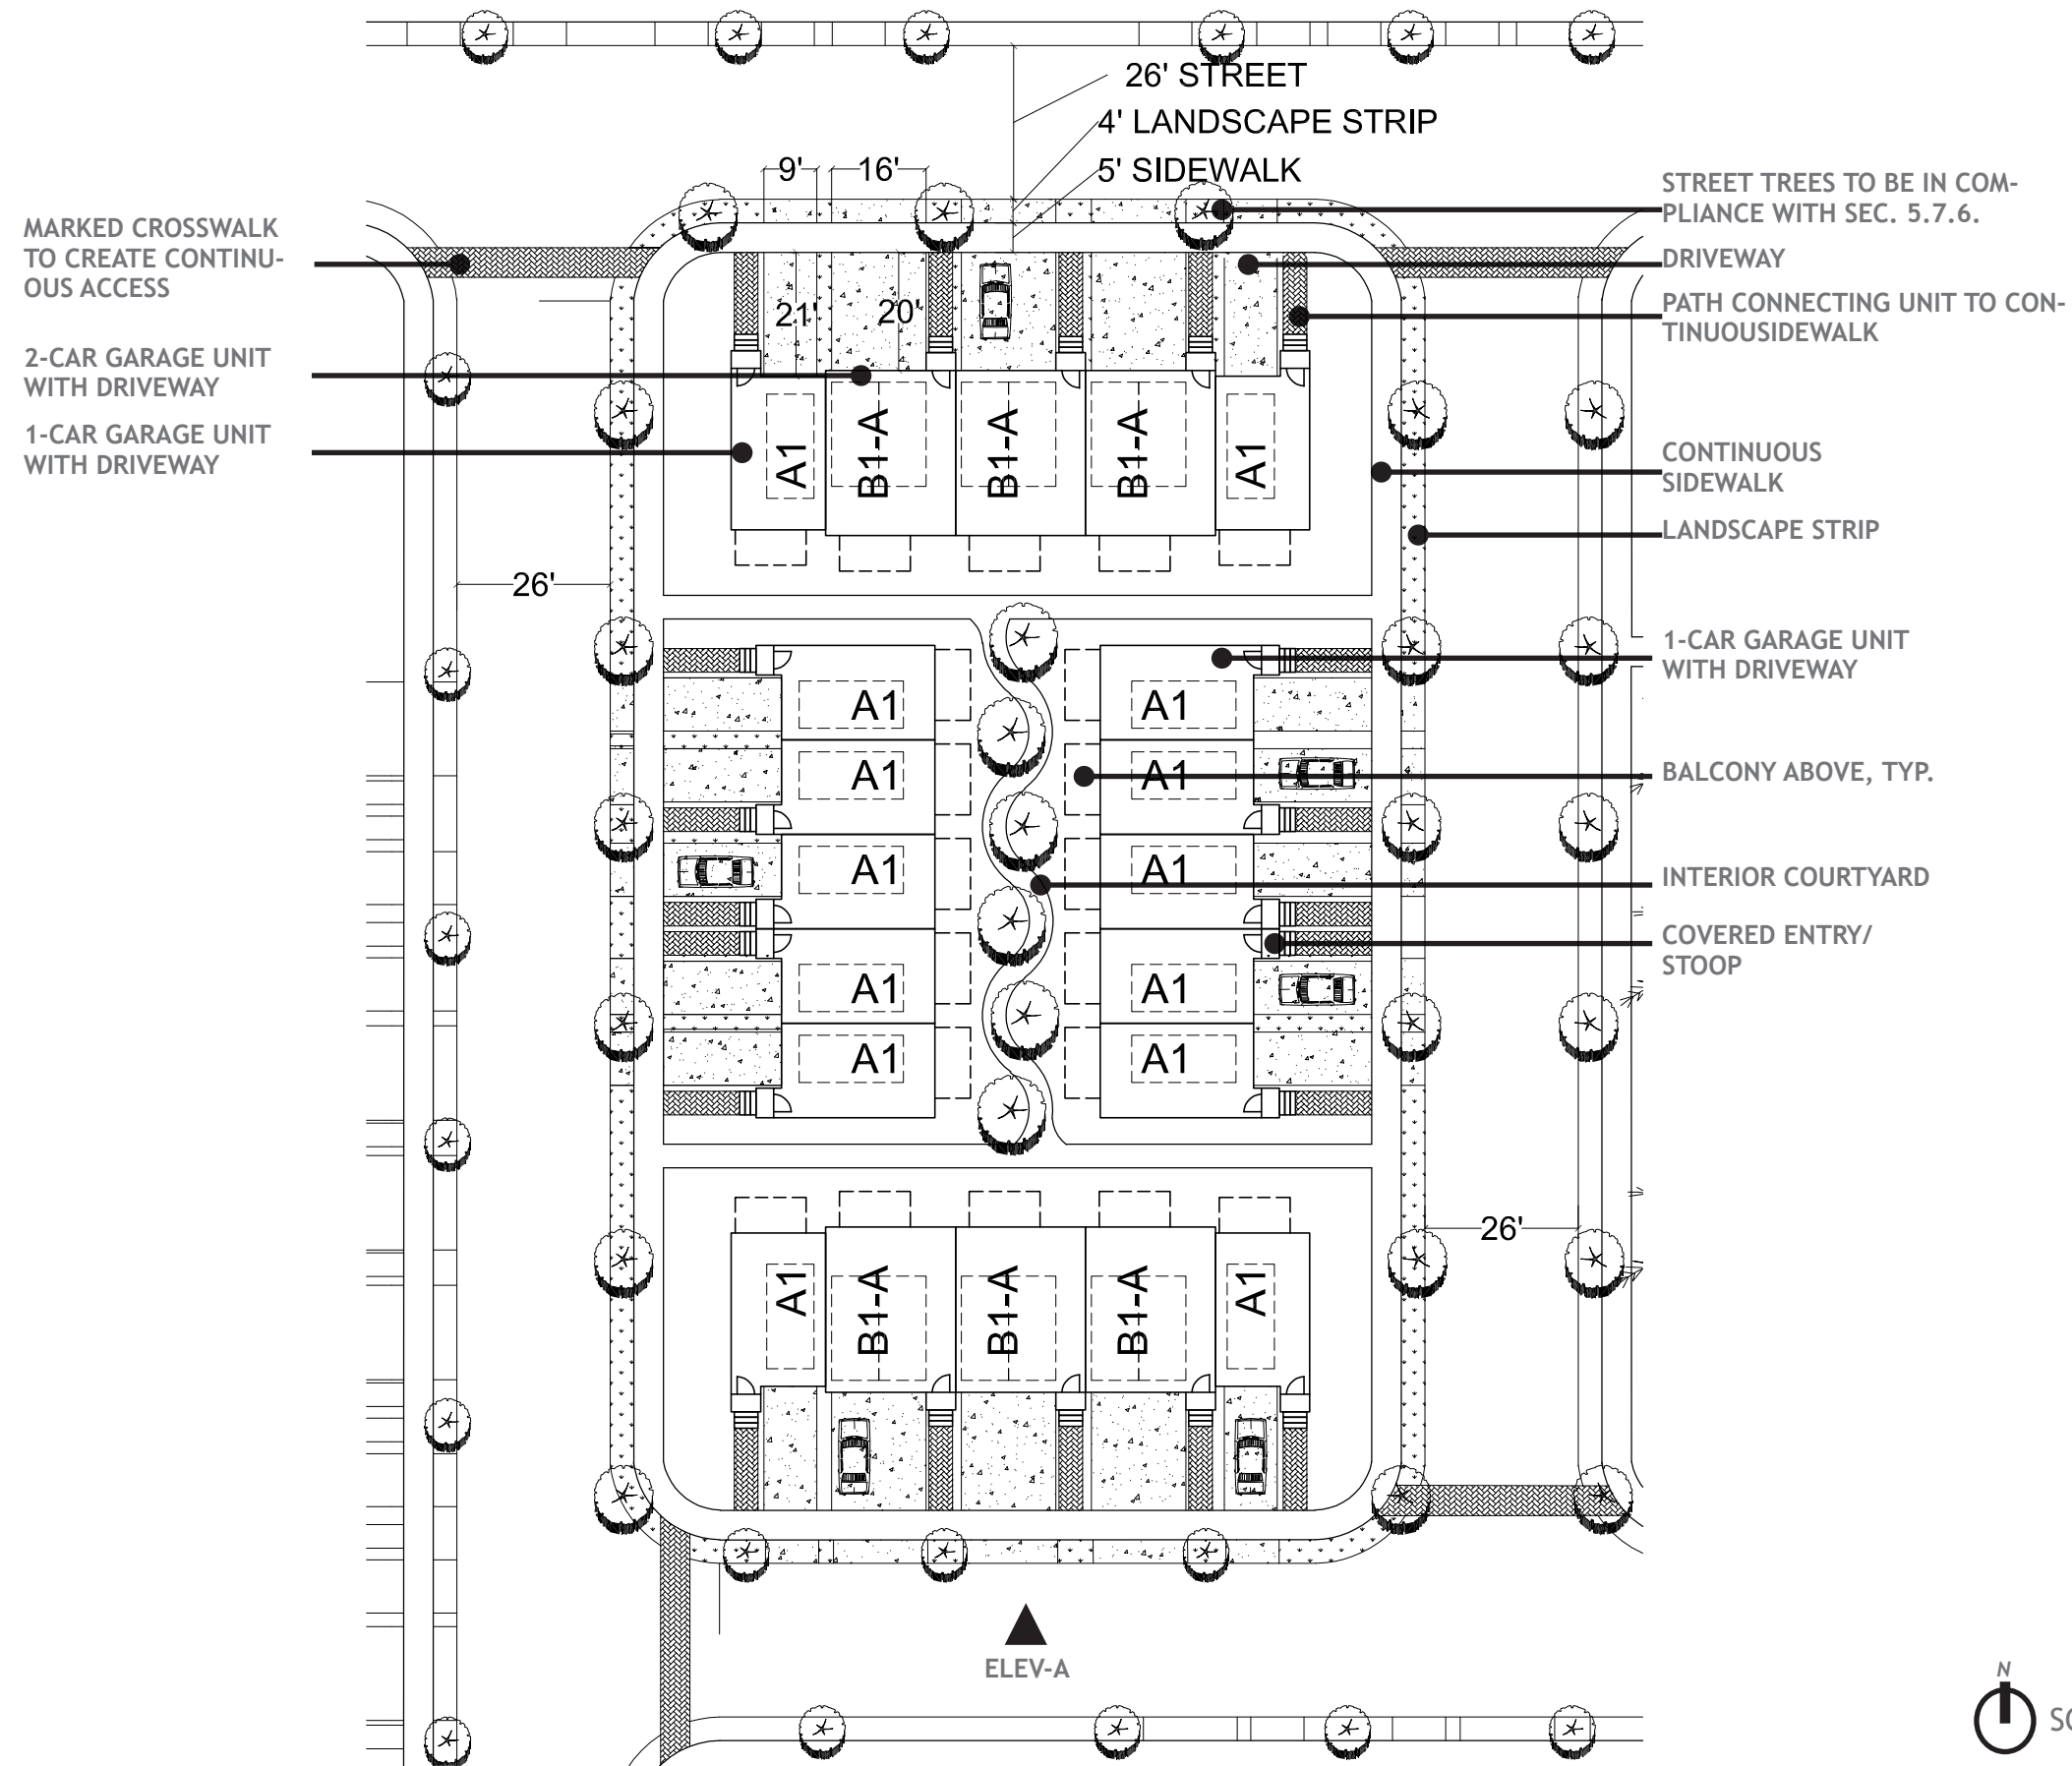 26' STREET
4' LANDSCAPE STRIP
5' SIDEWALK
9'
16'
21'
20'
MARKED CROSSWALK
TO CREATE CONTINU-
OUS ACCESS
2-CAR GARAGE UNIT
WITH DRIVEWAY
1-CAR GARAGE UNIT
WITH DRIVEWAY
STREET TREES TO BE IN COM-
PLIANCE WITH SEC. 5.7.6.
DRIVEWAY
PATH CONNECTING UNIT TO CON-
TINUOUSIDEWALK
CONTINUOUS
SIDEWALK
LANDSCAPE STRIP
A1
B1-A
B1-A
B1-A
A1
26'
1-CAR GARAGE UNIT
WITH DRIVEWAY
BALCONY ABOVE, TYP.
INTERIOR COURTYARD
COVERED ENTRY/
STOOP
A1
A1
A1
A1
A1
A1
A1
A1
A1
A1
26'
A1
B1-A
B1-A
B1-A
A1
ELEV-A
N